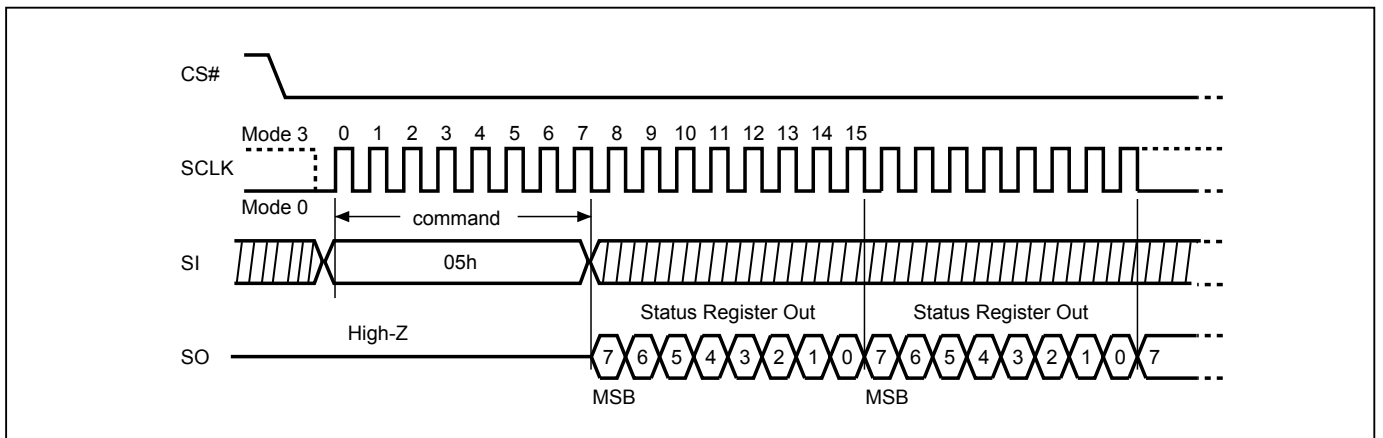 CS#
Mode 3 0 1 2 3 4 5 6 7 8 9 10 11 12 13 14 15
SCLK
Mode 0
command
SI 05h
Status Register Out Status Register Out
High-Z
SO 7 6 5 4 3 2 1 0 7 6 5 4 3 2 1 0 7
MSB MSB